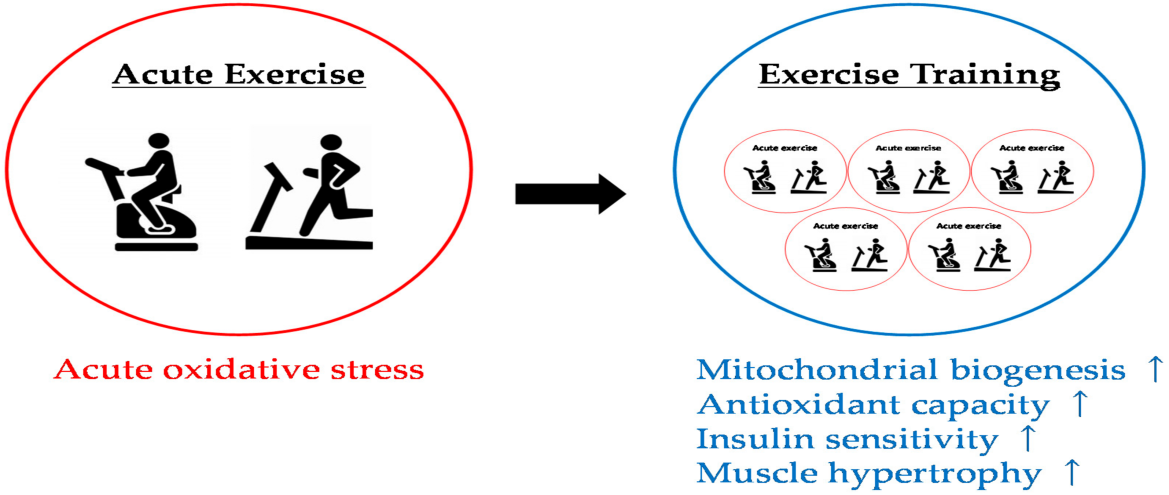 Acute Exercise
Exercise Training
Acute exercise
Acute exercise
Acute exercise
Acute exercise
Acute exercise
Acute oxidative stress
Mitochondrial biogenesis ↑
Antioxidant capacity ↑
Insulin sensitivity ↑
Muscle hypertrophy ↑